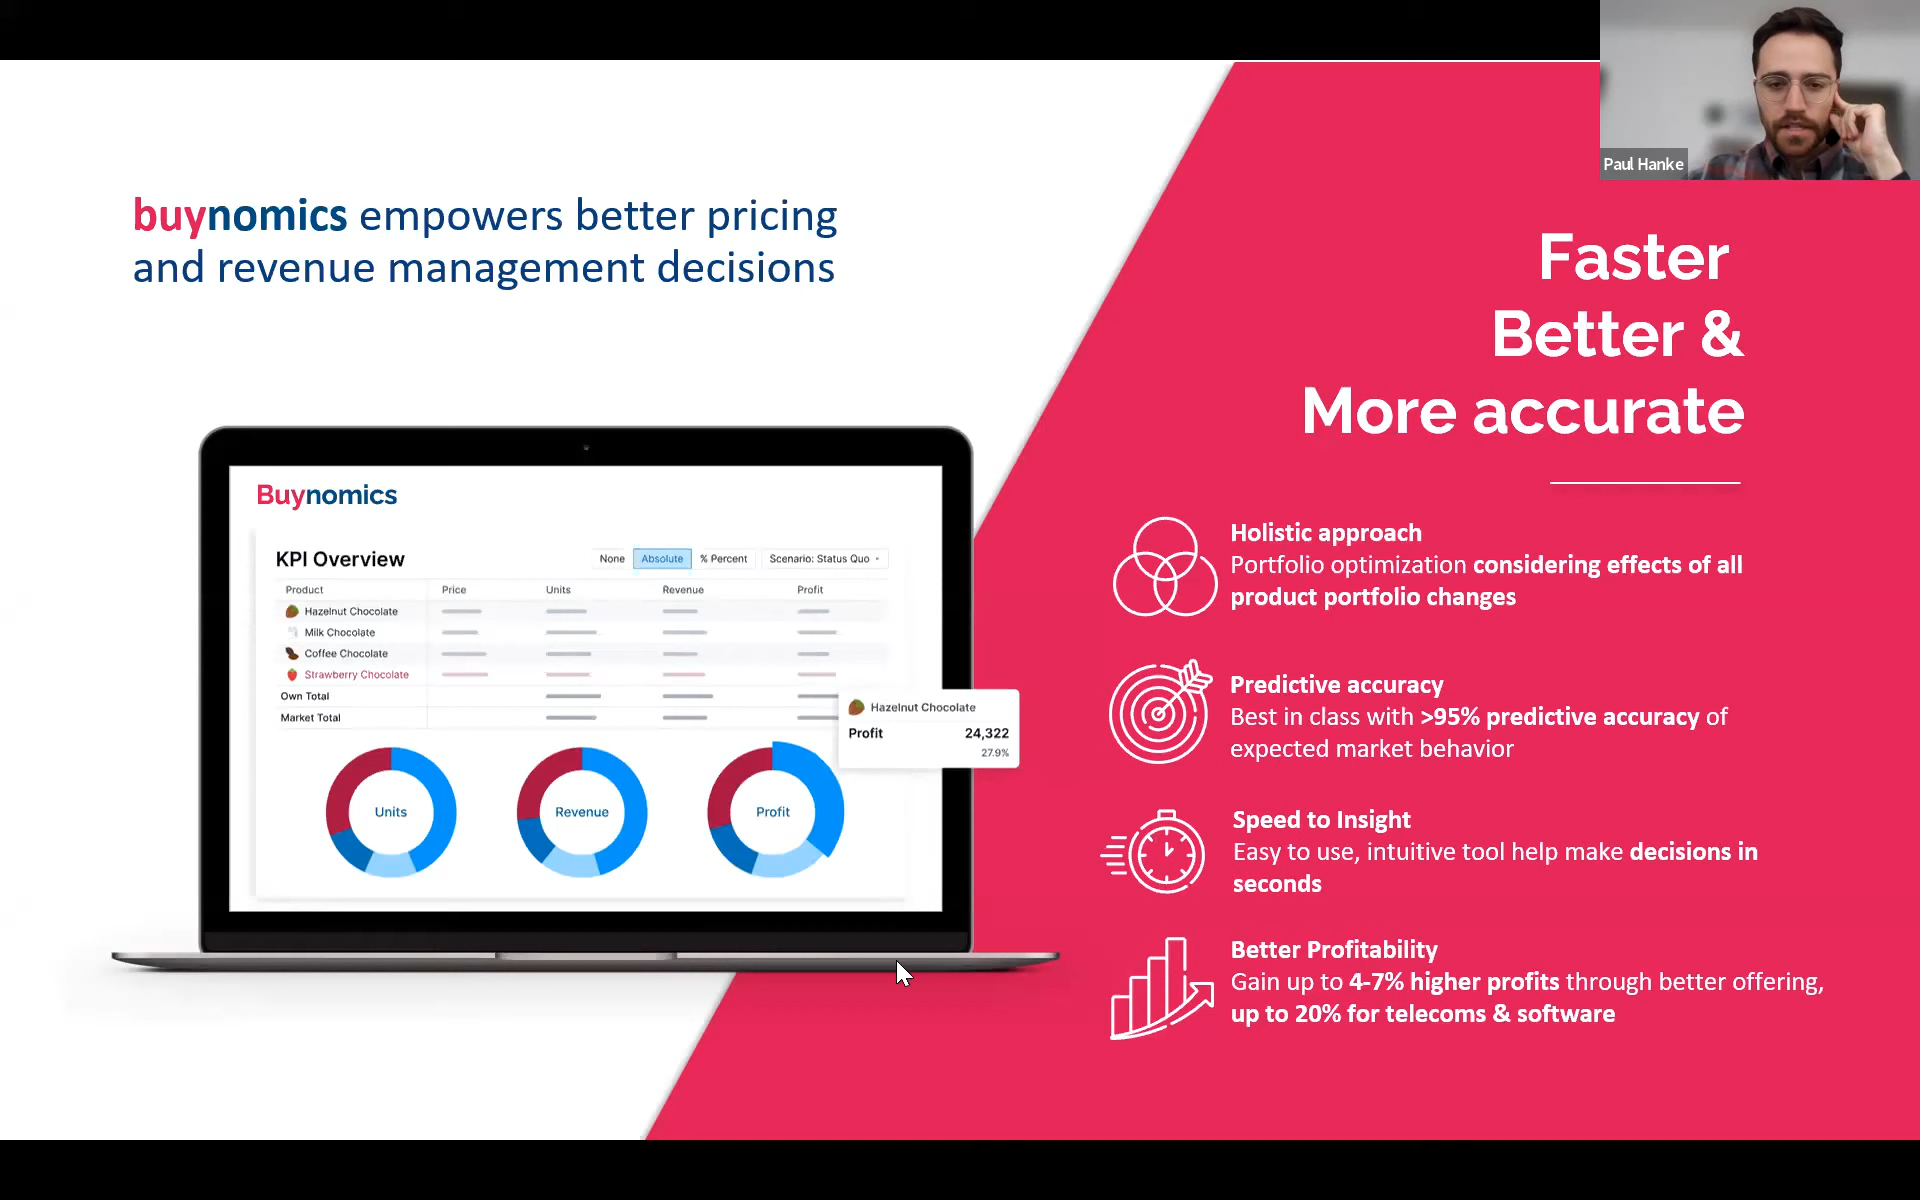 Paul Hanke
buynomics empowers better pricing
and revenue management decisions
Faster
Better &
More accurate
Buynomics
KPI Overview
None Absolute % Percent Scenario: Status Quo
Product Price Units Revenue Profit
Hazelnut Chocolate
Milk Chocolate
Coffee Chocolate
Strawberry Chocolate
Own Total
Market Total
Hazelnut Chocolate
Profit 24,322
27.9%
Units Revenue Profit
Holistic approach
Portfolio optimization considering effects of all
product portfolio changes
Predictive accuracy
Best in class with >95% predictive accuracy of
expected market behavior
Speed to Insight
Easy to use, intuitive tool help make decisions in
seconds
Better Profitability
Gain up to 4-7% higher profits through better offering,
up to 20% for telecoms & software